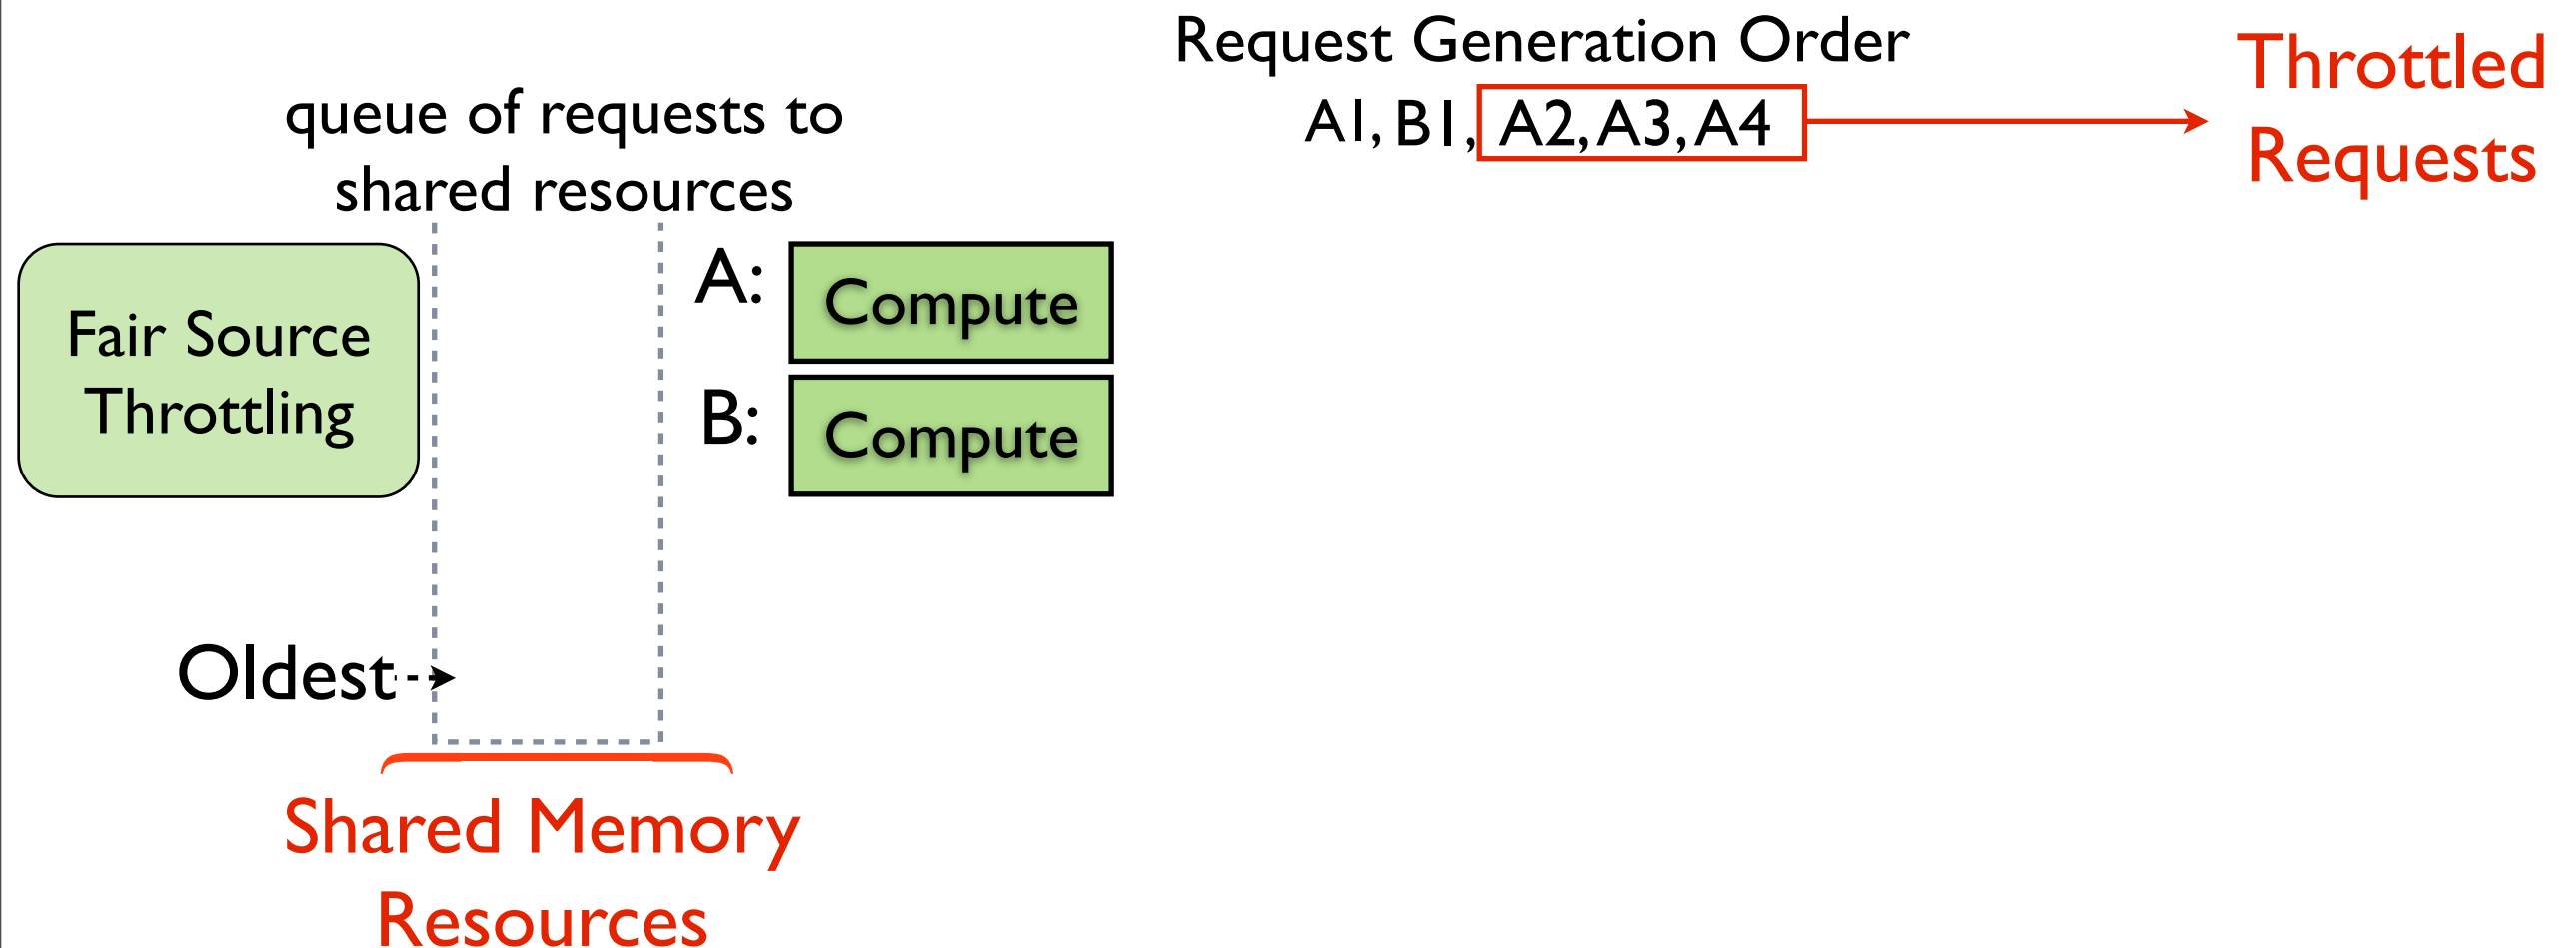 Request Generation Order
A1, B1, A2, A3, A4
Throttled
Requests
queue of requests to
shared resources
Fair Source
Throttling
A: Compute
B: Compute
Oldest
Shared Memory
Resources